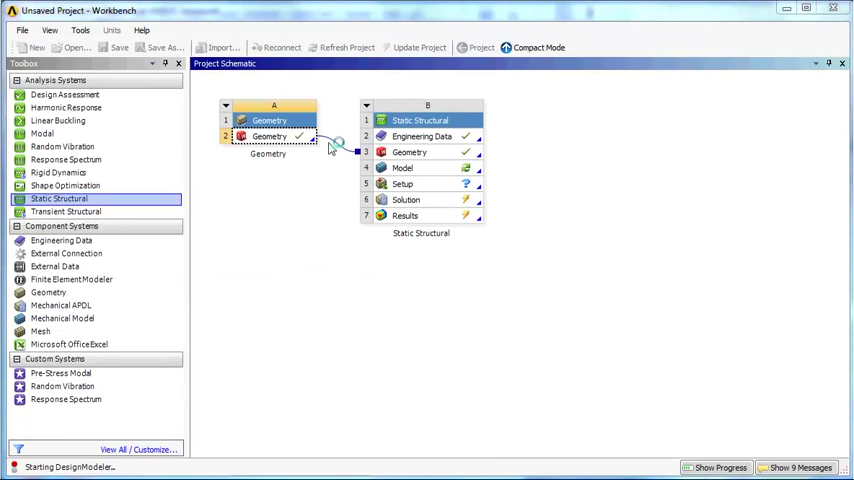 Unsaved Project - Workbench
File View Tools Units Help
New Open... Save Save As... Import... Reconnect Refresh Project Update Project Project Compact Mode
Toolbox
Project Schematic
Analysis Systems
Design Assessment
Harmonic Response
Linear Buckling
Modal
Random Vibration
Response Spectrum
Rigid Dynamics
Shape Optimization
Static Structural
Transient Structural
Component Systems
Engineering Data
External Connection
External Data
Finite Element Modeler
Geometry
Mechanical APDL
Mechanical Model
Mesh
Microsoft Office Excel
Custom Systems
Pre-Stress Modal
Random Vibration
Response Spectrum
View All / Customize...
A
1 Geometry
2 Geometry
Geometry
B
1 Static Structural
2 Engineering Data
3 Geometry
4 Model
5 Setup
6 Solution
7 Results
Static Structural
Starting DesignModeler...
Show Progress Show 9 Messages